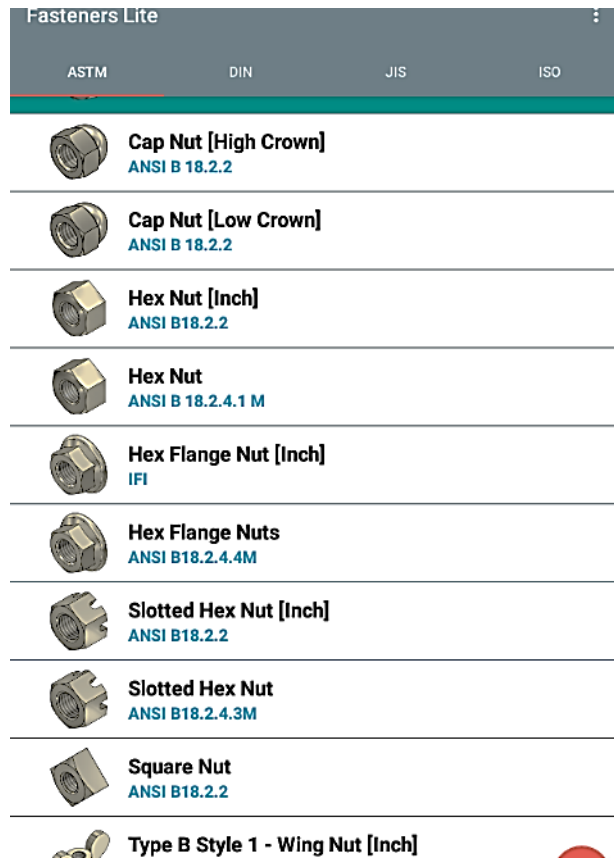 Fasteners Lite
ASTM DIN JIS ISO
Cap Nut [High Crown]
ANSI B 18.2.2
Cap Nut [Low Crown]
ANSI B 18.2.2
Hex Nut [Inch]
ANSI B18.2.2
Hex Nut
ANSI B 18.2.4.1 M
Hex Flange Nut [Inch]
IFI
Hex Flange Nuts
ANSI B18.2.4.4M
Slotted Hex Nut [Inch]
ANSI B18.2.2
Slotted Hex Nut
ANSI B18.2.4.3M
Square Nut
ANSI B18.2.2
Type B Style 1 - Wing Nut [Inch]